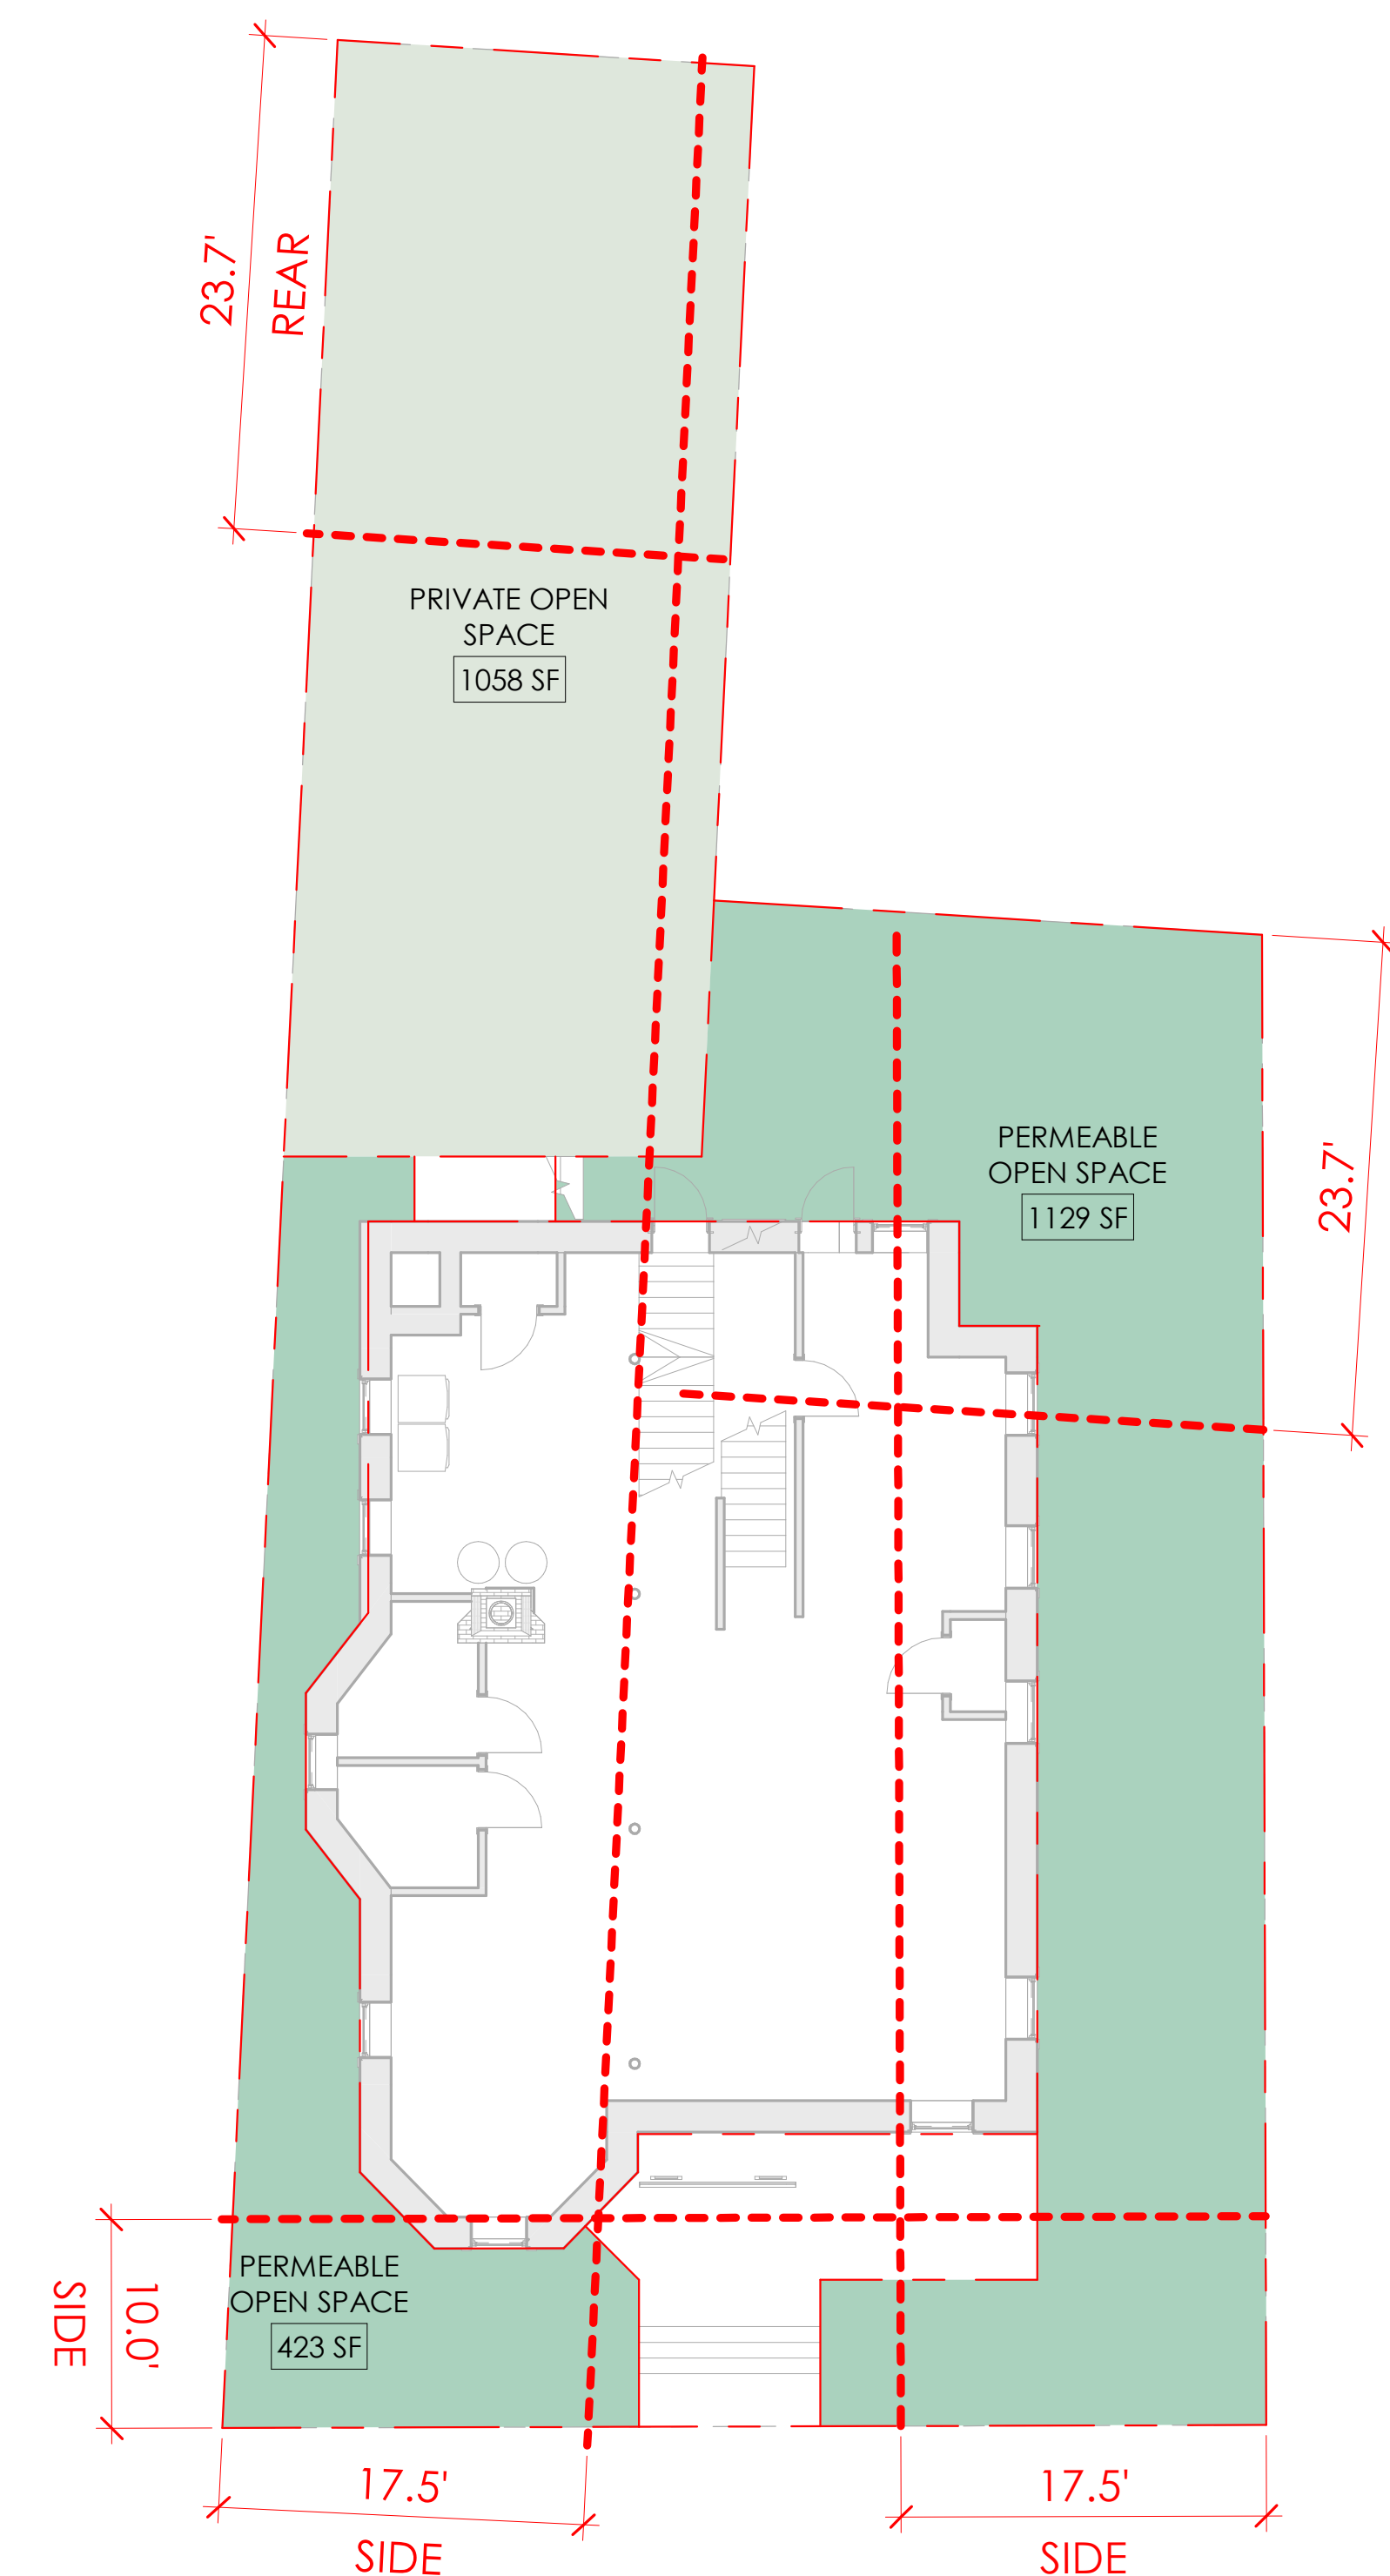 23.7'
REAR
PRIVATE OPEN
SPACE
1058 SF
PERMEABLE
OPEN SPACE
1129 SF
23.7'
PERMEABLE
OPEN SPACE
423 SF
10.0'
SIDE
17.5'
SIDE
17.5'
SIDE